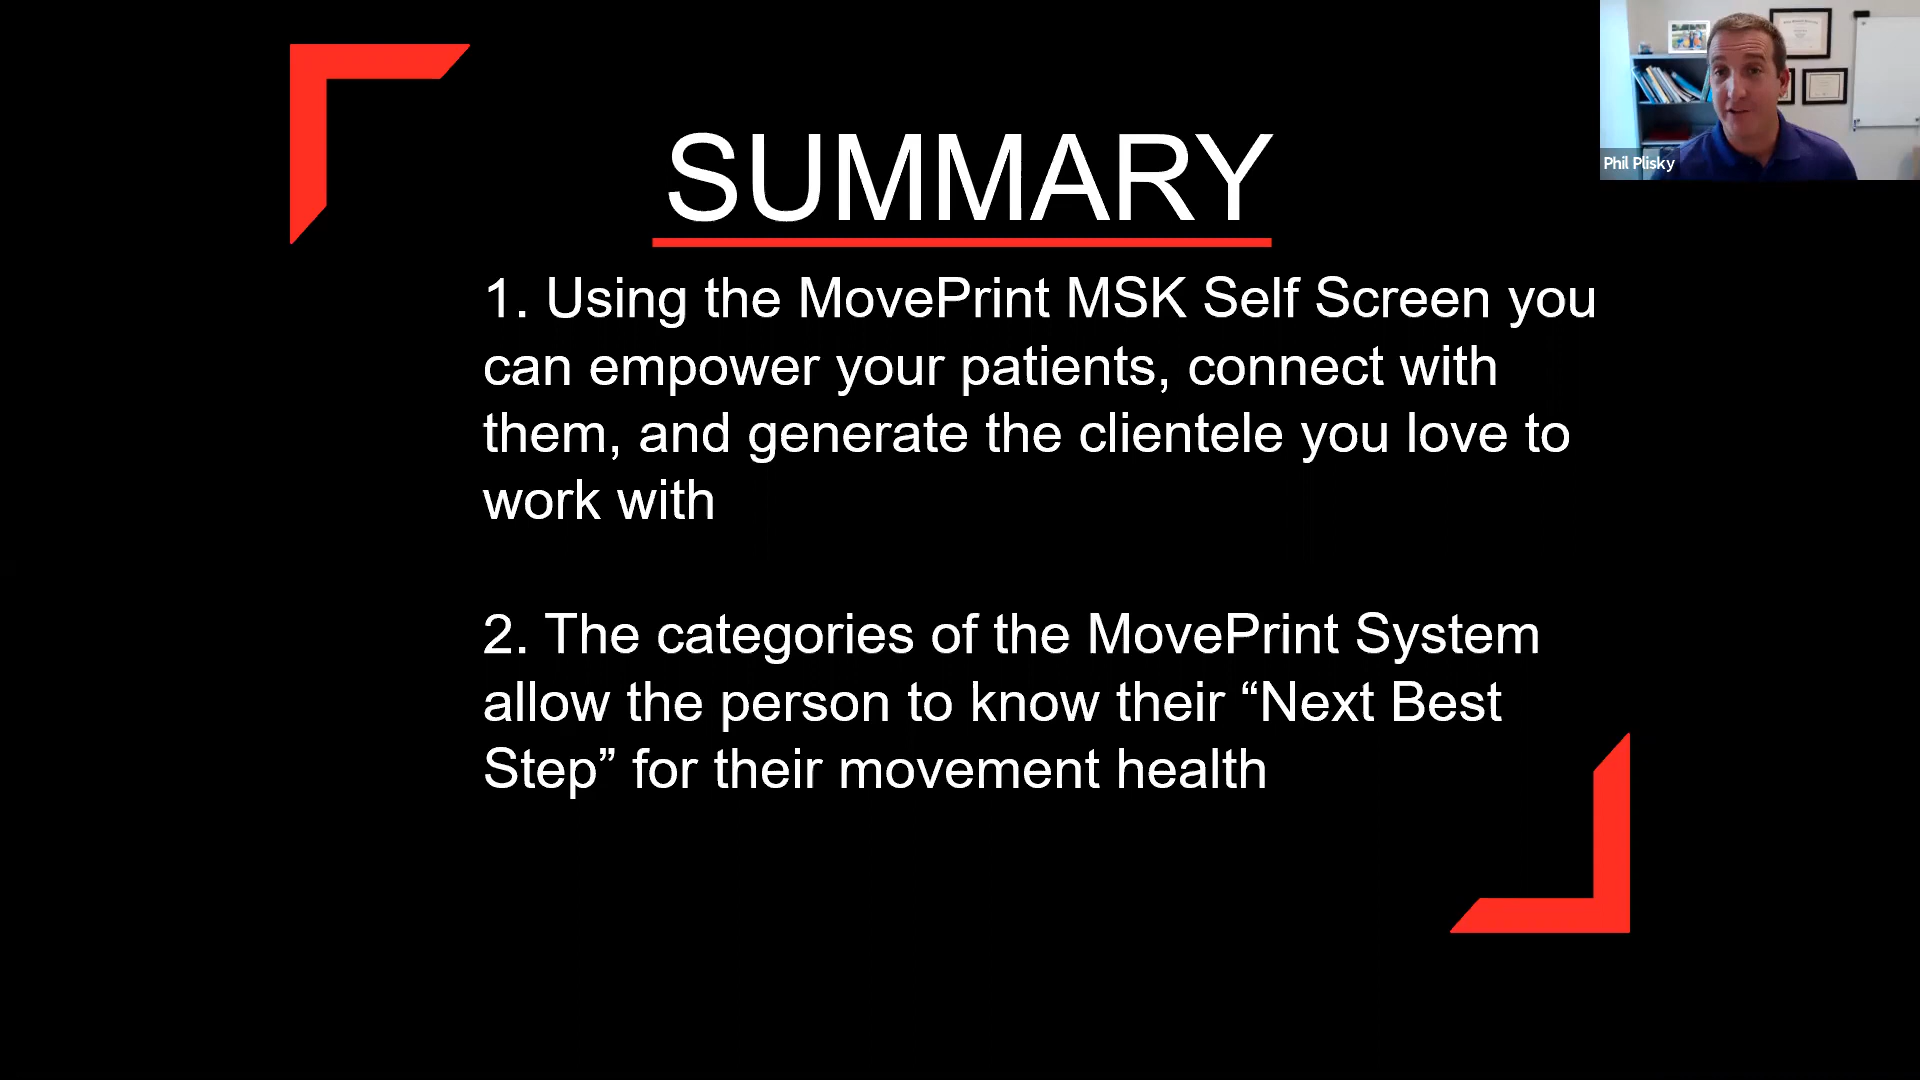 SUMMARY
1. Using the MovePrint MSK Self Screen you
can empower your patients, connect with
them, and generate the clientele you love to
work with
2. The categories of the MovePrint System
allow the person to know their “Next Best
Step” for their movement health
Phil Plisky